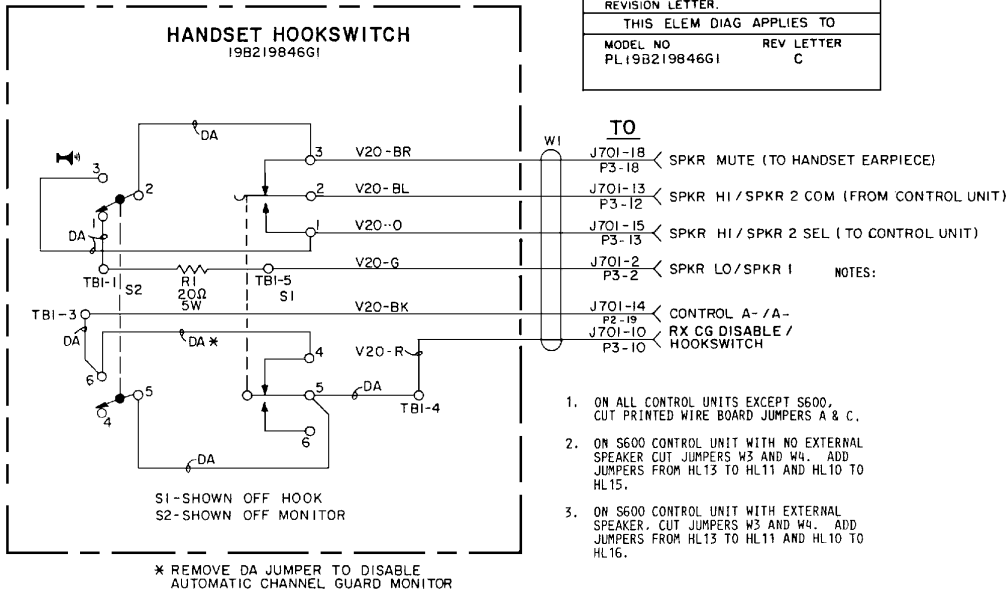 REVISION LETTER.
THIS ELEM DIAG APPLIES TO
MODEL NO REV LETTER
PL19B219846G1 C
HANDSET HOOKSWITCH
19B219846G1
DA
3
2
1
DA
TB1-1
S2
R1
20Ω
5W
TB1-5
S1
3
2
1
V20-BR
V20-BL
V20-O
V20-G
V20-BK
V20-R
W1
TO
J701-18
P3-18
SPKR MUTE (TO HANDSET EARPIECE)
J701-13
P3-12
SPKR HI/SPKR 2 COM (FROM CONTROL UNIT)
J701-15
P3-13
SPKR HI/SPKR 2 SEL (TO CONTROL UNIT)
J701-2
P3-2
SPKR LO/SPKR 1
J701-14
P2-19
CONTROL A-/A-
J701-10
P3-10
RX CG DISABLE/
HOOKSWITCH
NOTES:
TB1-3
DA
6
DA *
5
4
4
5
6
DA
TB1-4
DA
S1-SHOWN OFF HOOK
S2-SHOWN OFF MONITOR
* REMOVE DA JUMPER TO DISABLE
AUTOMATIC CHANNEL GUARD MONITOR
1. ON ALL CONTROL UNITS EXCEPT S600,
CUT PRINTED WIRE BOARD JUMPERS A & C.
2. ON S600 CONTROL UNIT WITH NO EXTERNAL
SPEAKER CUT JUMPERS W3 AND W4. ADD
JUMPERS FROM HL13 TO HL11 AND HL10 TO
HL15.
3. ON S600 CONTROL UNIT WITH EXTERNAL
SPEAKER, CUT JUMPERS W3 AND W4. ADD
JUMPERS FROM HL13 TO HL11 AND HL10 TO
HL16.